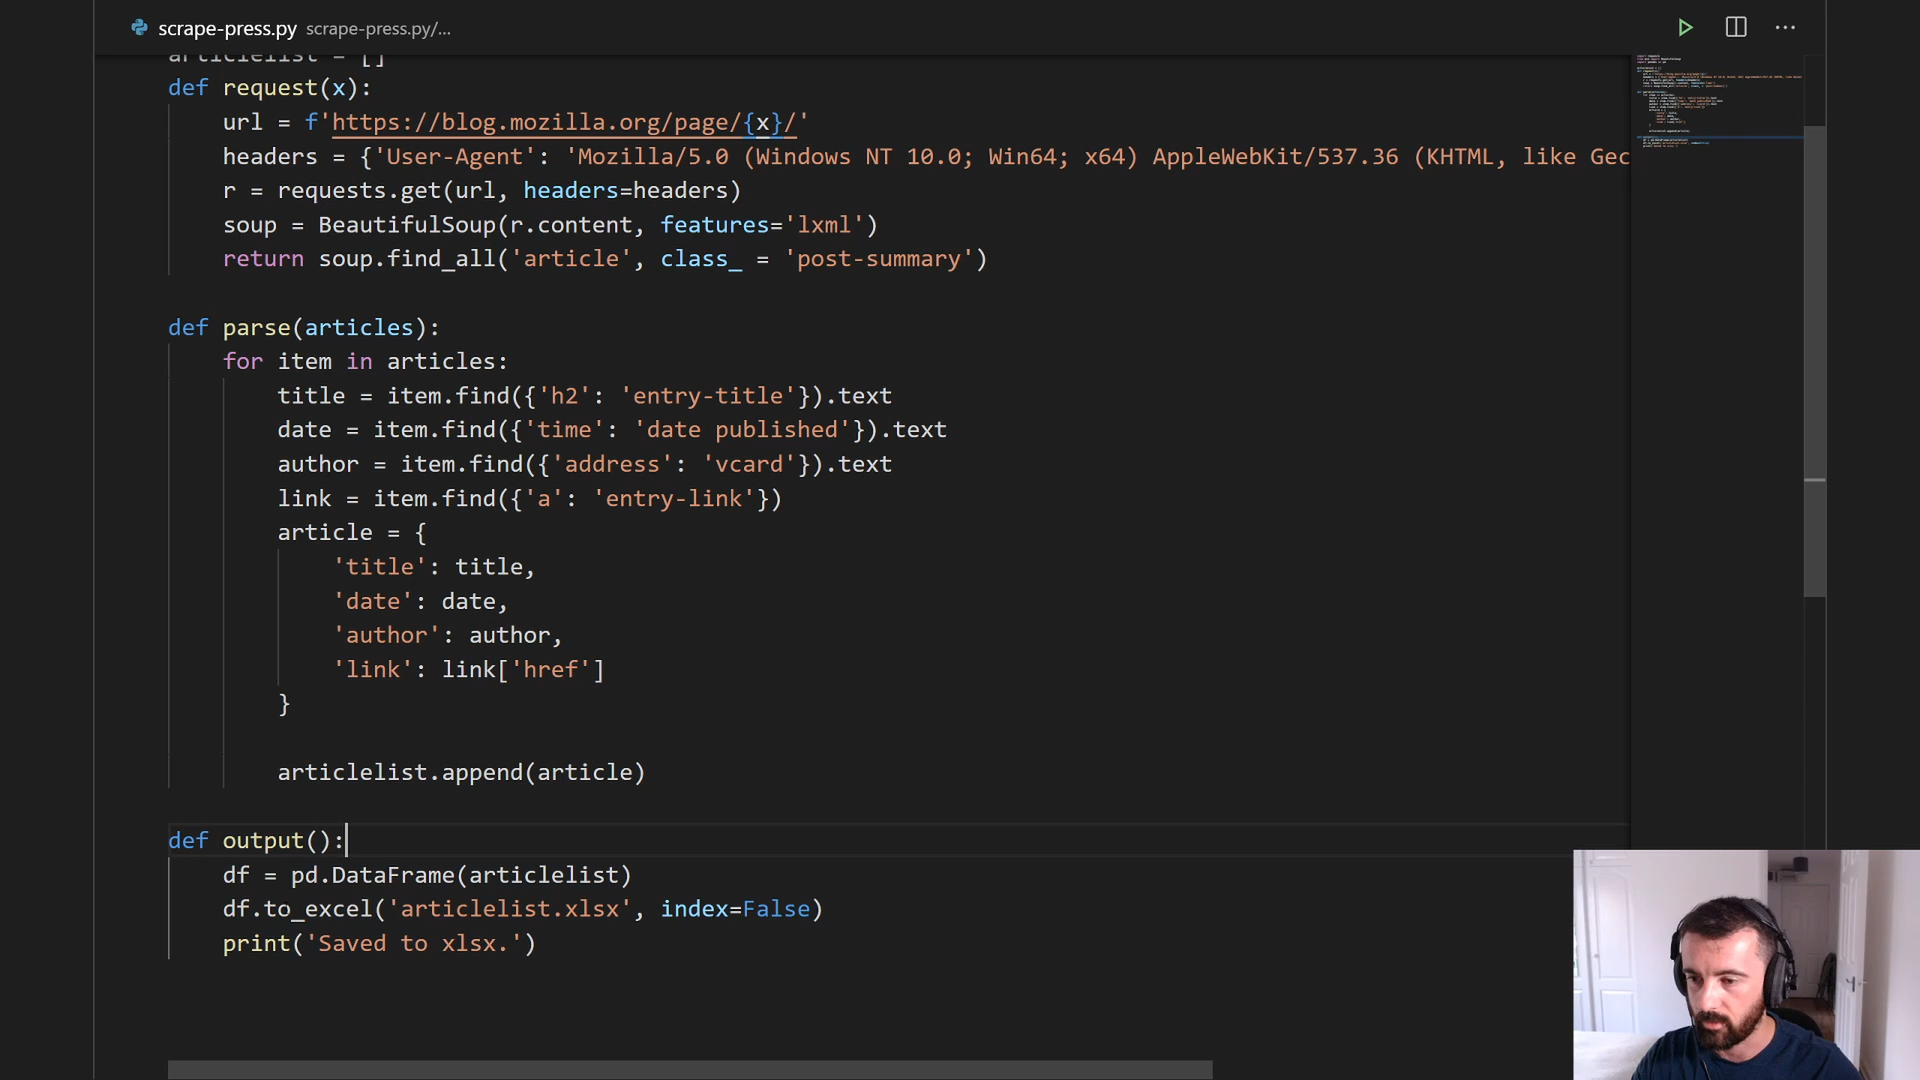 scrape-press.py scrape-press.py/...
articlelist = []
def request(x):
url = f'https://blog.mozilla.org/page/{x}/'
headers = {'User-Agent': 'Mozilla/5.0 (Windows NT 10.0; Win64; x64) AppleWebKit/537.36 (KHTML, like Gec
r = requests.get(url, headers=headers)
soup = BeautifulSoup(r.content, features='lxml')
return soup.find_all('article', class_ = 'post-summary')
def parse(articles):
for item in articles:
title = item.find({'h2': 'entry-title'}).text
date = item.find({'time': 'date published'}).text
author = item.find({'address': 'vcard'}).text
link = item.find({'a': 'entry-link'})
article = {
'title': title,
'date': date,
'author': author,
'link': link['href']
}
articlelist.append(article)
def output():
df = pd.DataFrame(articlelist)
df.to_excel('articlelist.xlsx', index=False)
print('Saved to xlsx.')